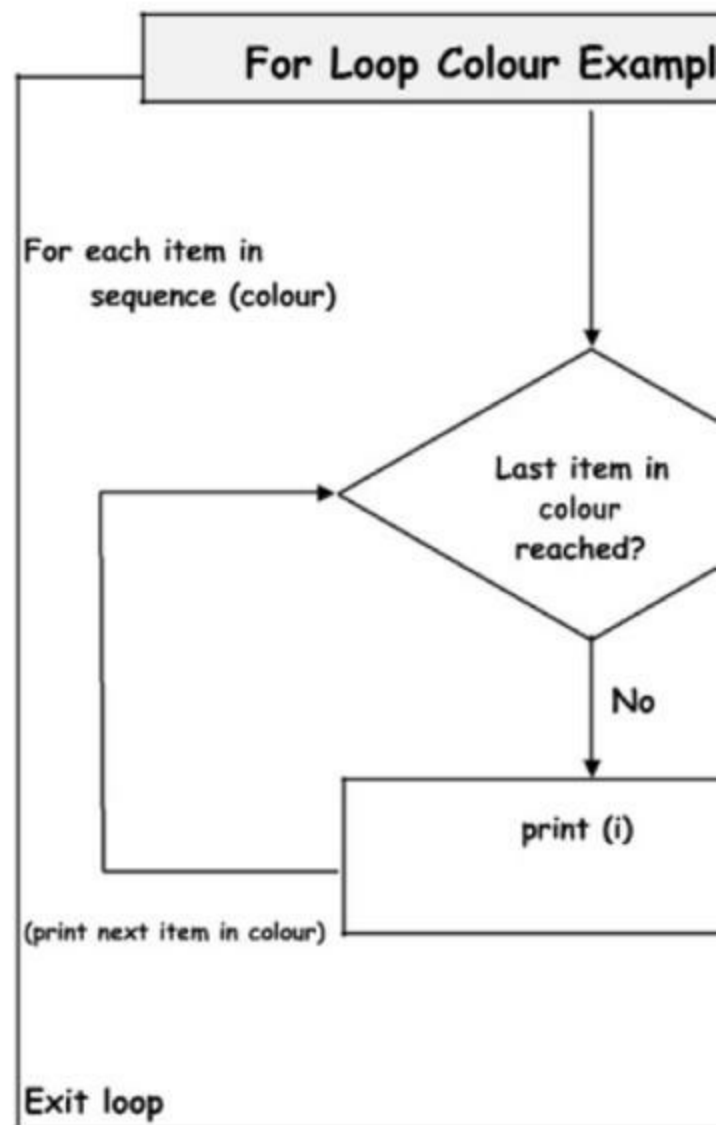 For Loop Colour Exampl
For each item in
sequence (colour)
Last item in
colour
reached?
No
print (i)
(print next item in colour)
Exit loop